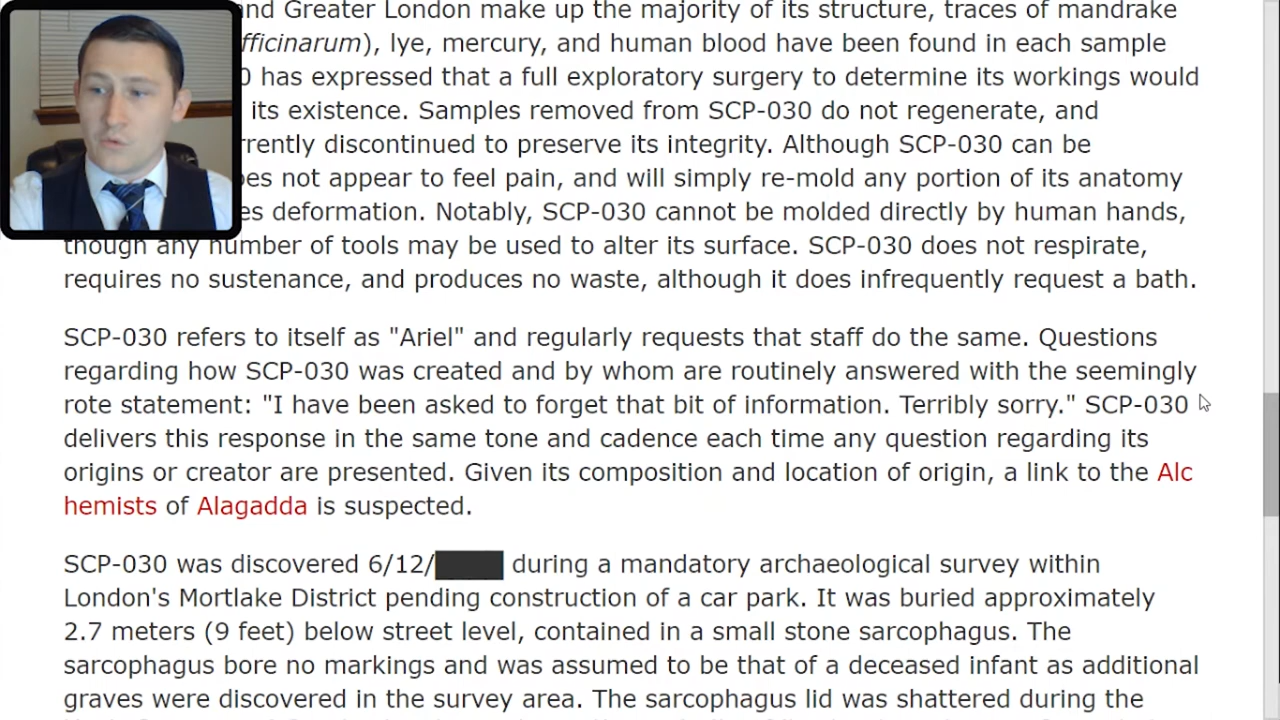 and Greater London make up the majority of its structure, traces of mandrake
fficinarum), lye, mercury, and human blood have been found in each sample
0 has expressed that a full exploratory surgery to determine its workings would
its existence. Samples removed from SCP-030 do not regenerate, and
rrently discontinued to preserve its integrity. Although SCP-030 can be
es not appear to feel pain, and will simply re-mold any portion of its anatomy
es deformation. Notably, SCP-030 cannot be molded directly by human hands,
though any number of tools may be used to alter its surface. SCP-030 does not respirate,
requires no sustenance, and produces no waste, although it does infrequently request a bath.
SCP-030 refers to itself as "Ariel" and regularly requests that staff do the same. Questions
regarding how SCP-030 was created and by whom are routinely answered with the seemingly
rote statement: "I have been asked to forget that bit of information. Terribly sorry." SCP-030
delivers this response in the same tone and cadence each time any question regarding its
origins or creator are presented. Given its composition and location of origin, a link to the Alc
hemists of Alagadda is suspected.
SCP-030 was discovered 6/12/ during a mandatory archaeological survey within
London's Mortlake District pending construction of a car park. It was buried approximately
2.7 meters (9 feet) below street level, contained in a small stone sarcophagus. The
sarcophagus bore no markings and was assumed to be that of a deceased infant as additional
graves were discovered in the survey area. The sarcophagus lid was shattered during the